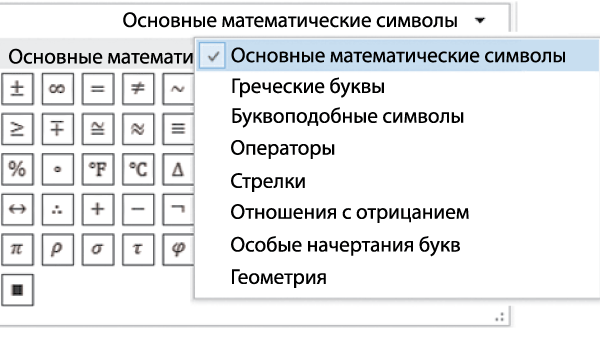 Основные математические символы
Основные математи
Основные математические символы
Греческие буквы
Буквоподобные символы
Операторы
Стрелки
Отношения с отрицанием
Особые начертания букв
Геометрия
± ∞ = ≠ ~
≥ ∓ ≅ ≈ ≡
% ∘ °F °C ∆
↔ ∴ + − ¬
π ρ σ τ φ
∎